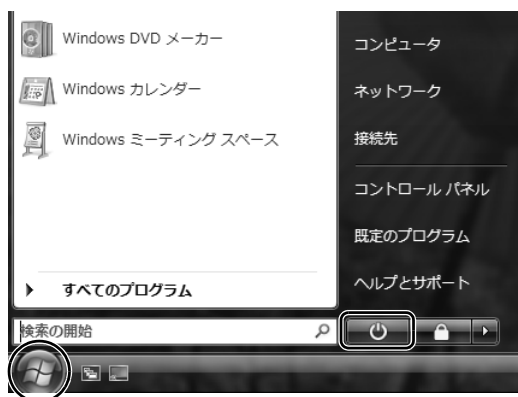 Windows DVD メーカー
Windows カレンダー
Windows ミーティング スペース
すべてのプログラム
検索の開始
コンピュータ
ネットワーク
接続先
コントロール パネル
既定のプログラム
ヘルプとサポート